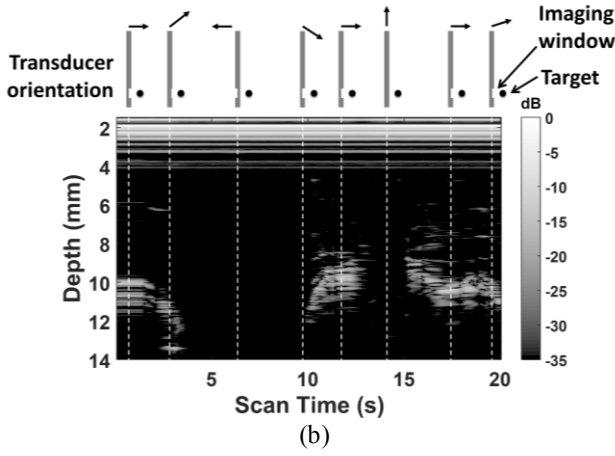 Transducer
orientation
Imaging
window
Target
dB
2
4
6
8
10
12
14
Depth (mm)
5
10
15
20
Scan Time (s)
0
-5
-10
-15
-20
-25
-30
-35
(b)